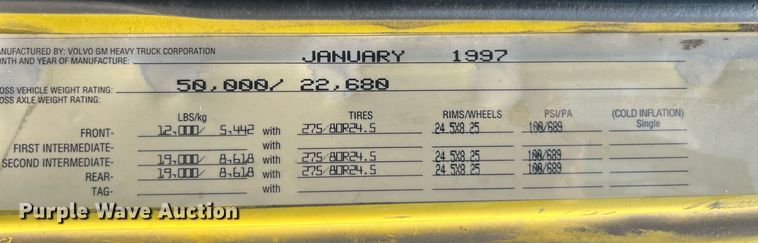 ANUFACTURED BY: VOLVO GM HEAVY TRUCK CORPORATION
ONTH AND YEAR OF MANUFACTURE: JANUARY 1997
OSS VEHICLE WEIGHT RATING: 50,000/ 22,680
OSS AXLE WEIGHT RATING:
LBS/kg TIRES RIMS/WHEELS PSI/PA (COLD INFLATION)
FRONT- 12,000/ 5,442 with 275/80R24.5 24.5X8.25 100/689 Single
FIRST INTERMEDIATE- with
SECOND INTERMEDIATE- 19,000/ 8,618 with 275/80R24.5 24.5X8.25 100/689
REAR- 19,000/ 8,618 with 275/80R24.5 24.5X8.25 100/689
TAG- with
Purple Wave Auction